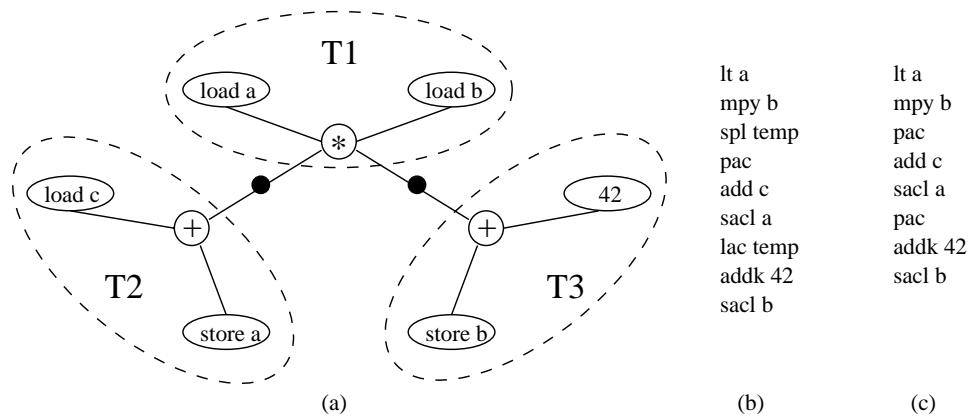 T1
load a
load b
*
load c
+
T2
store a
42
+
T3
store b
(a)
lt a
mpy b
spl temp
pac
add c
sacl a
lac temp
addk 42
sacl b
(b)
lt a
mpy b
pac
add c
sacl a
pac
addk 42
sacl b
(c)